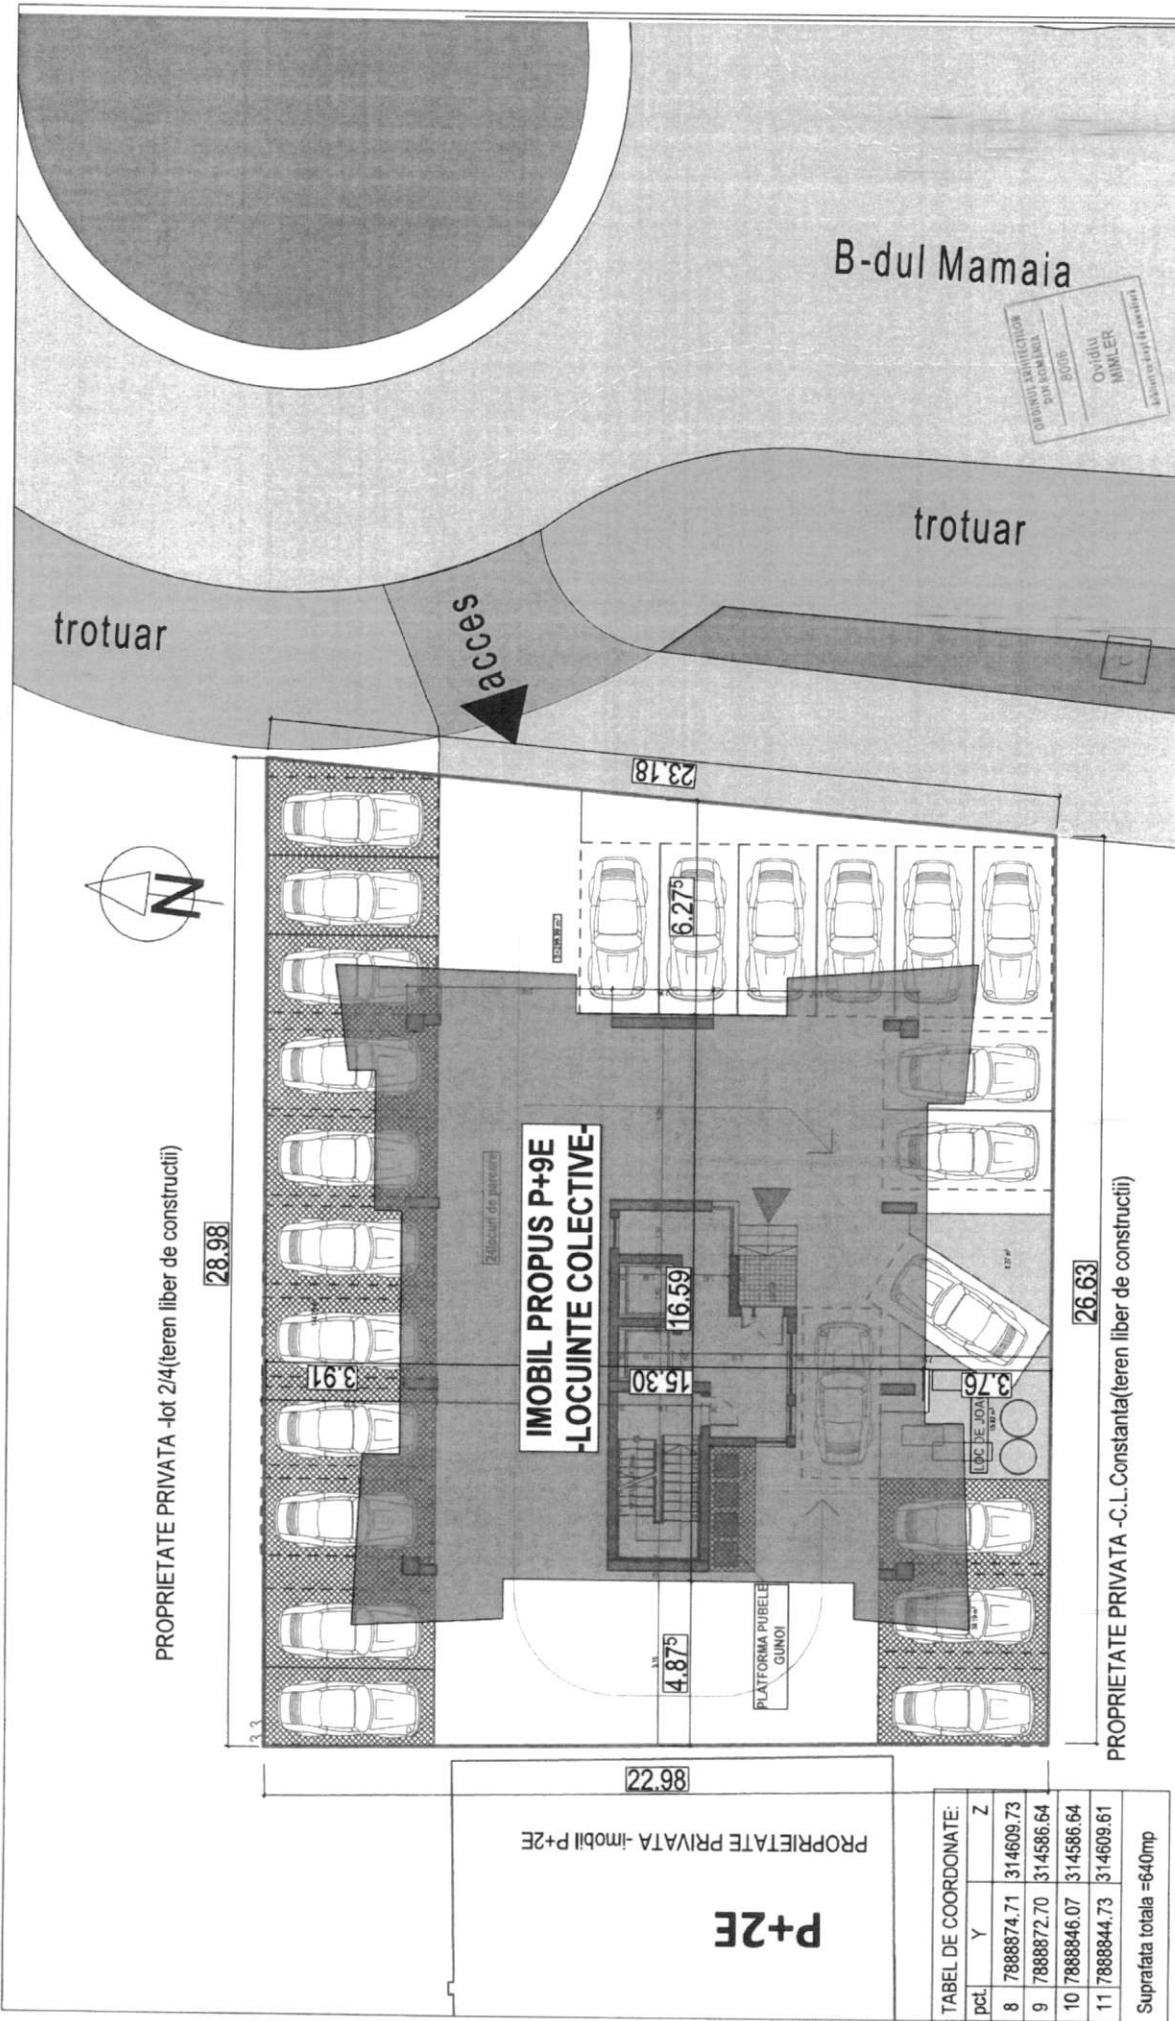 B-dul Mamaia
ORDINUL ARHITECTILOR
DIN ROMANIA
8006
Ovidiu
MIMLER
trotuar
trotuar
acces
N
23.18
28.98
6.27⁵
PROPRIETATE PRIVATA -lot 2/4(teren liber de constructii)
24locuri de parcare
IMOBIL PROPUS P+9E
-LOCUINTE COLECTIVE-
16.59
15.30
3.91
3.76
26.63
LOC DE JOA
PROPRIETATE PRIVATA -C.L.Constanta(teren liber de constructii)
PLATFORMA PUBELE
GUNOI
4.87⁵
22.98
PROPRIETATE PRIVATA -imobil P+2E
P+2E
TABEL DE COORDONATE:
pct. Y Z
8 7888874.71 314609.73
9 7888872.70 314586.64
10 7888846.07 314586.64
11 7888844.73 314609.61
Suprafata totala =640mp